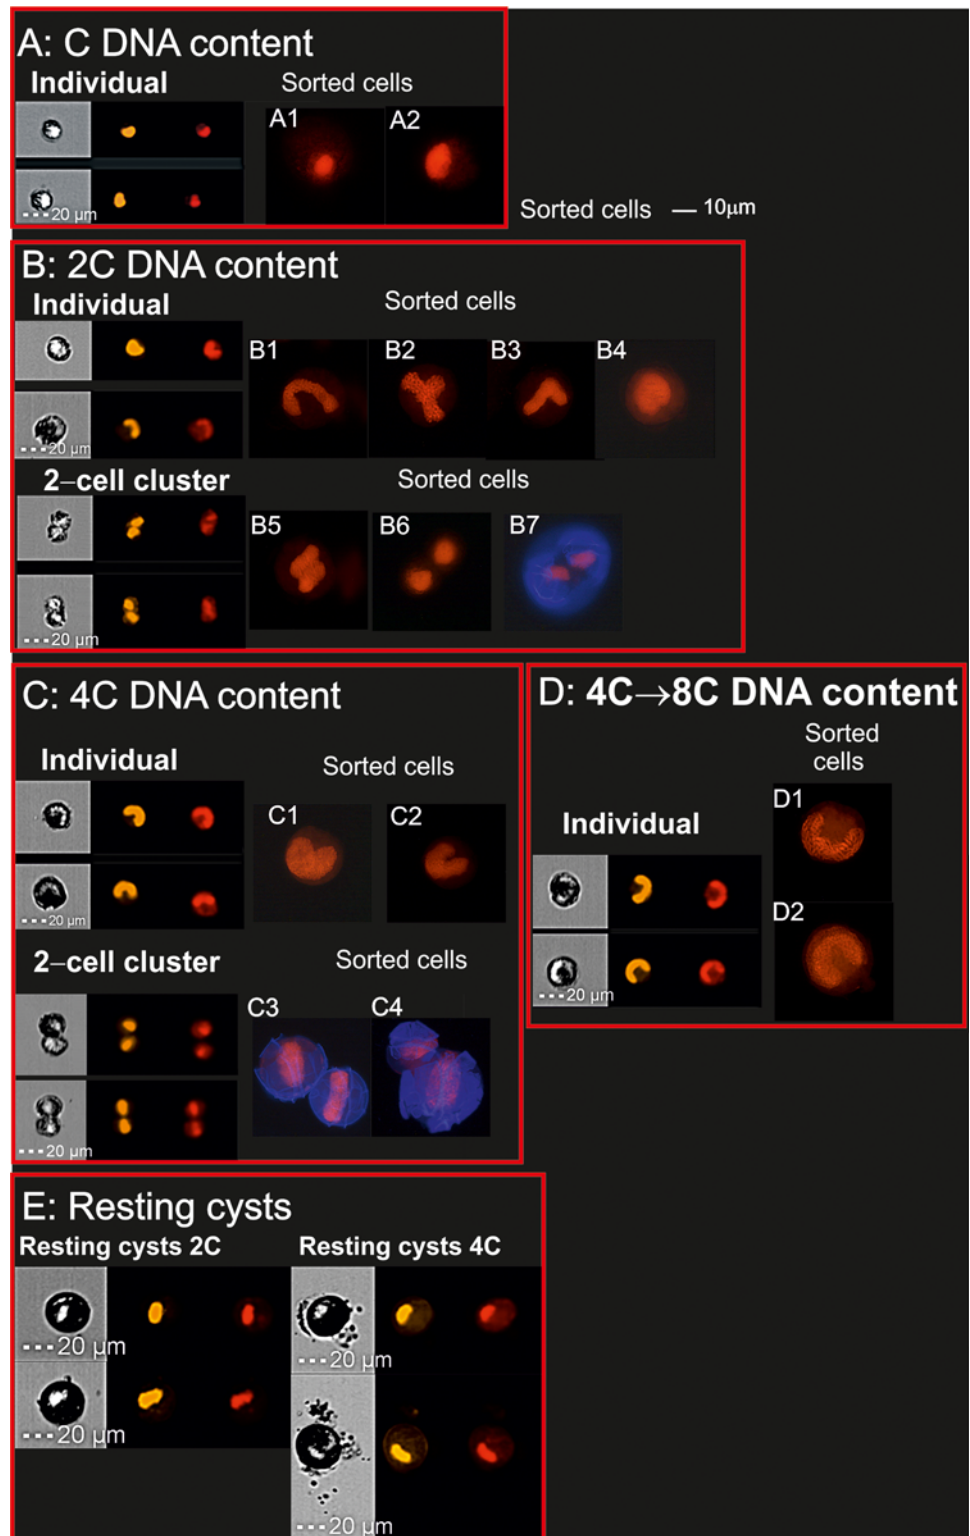 A: C DNA content
Individual
Sorted cells
A1
A2
20 µm
Sorted cells — 10µm
B: 2C DNA content
Individual
Sorted cells
B1
B2
B3
B4
20 µm
2–cell cluster
Sorted cells
B5
B6
B7
20 µm
C: 4C DNA content
Individual
Sorted cells
C1
C2
20 µm
2–cell cluster
Sorted cells
C3
C4
20 µm
D: 4C→8C DNA content
Sorted
cells
Individual
D1
D2
20 µm
E: Resting cysts
Resting cysts 2C
Resting cysts 4C
20 µm
20 µm
20 µm
20 µm